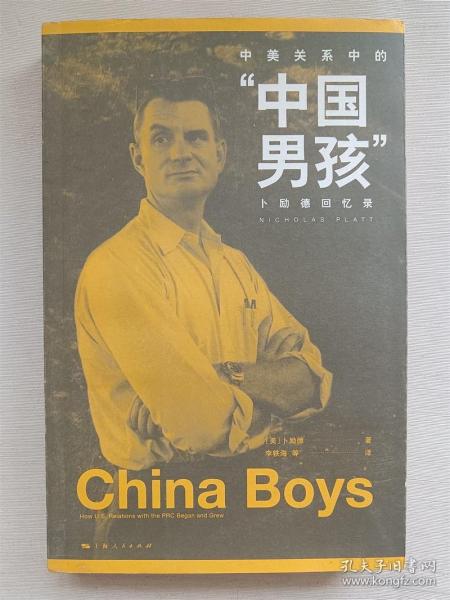 中美关系中的
“中国
男孩”
卜励德回忆录
NICHOLAS PLATT
[美]卜励德 著
李轶海 等 译
China Boys
How U.S. Relations with the PRC Began and Grew
上海人民出版社
孔夫子旧书网
www.kongfz.com